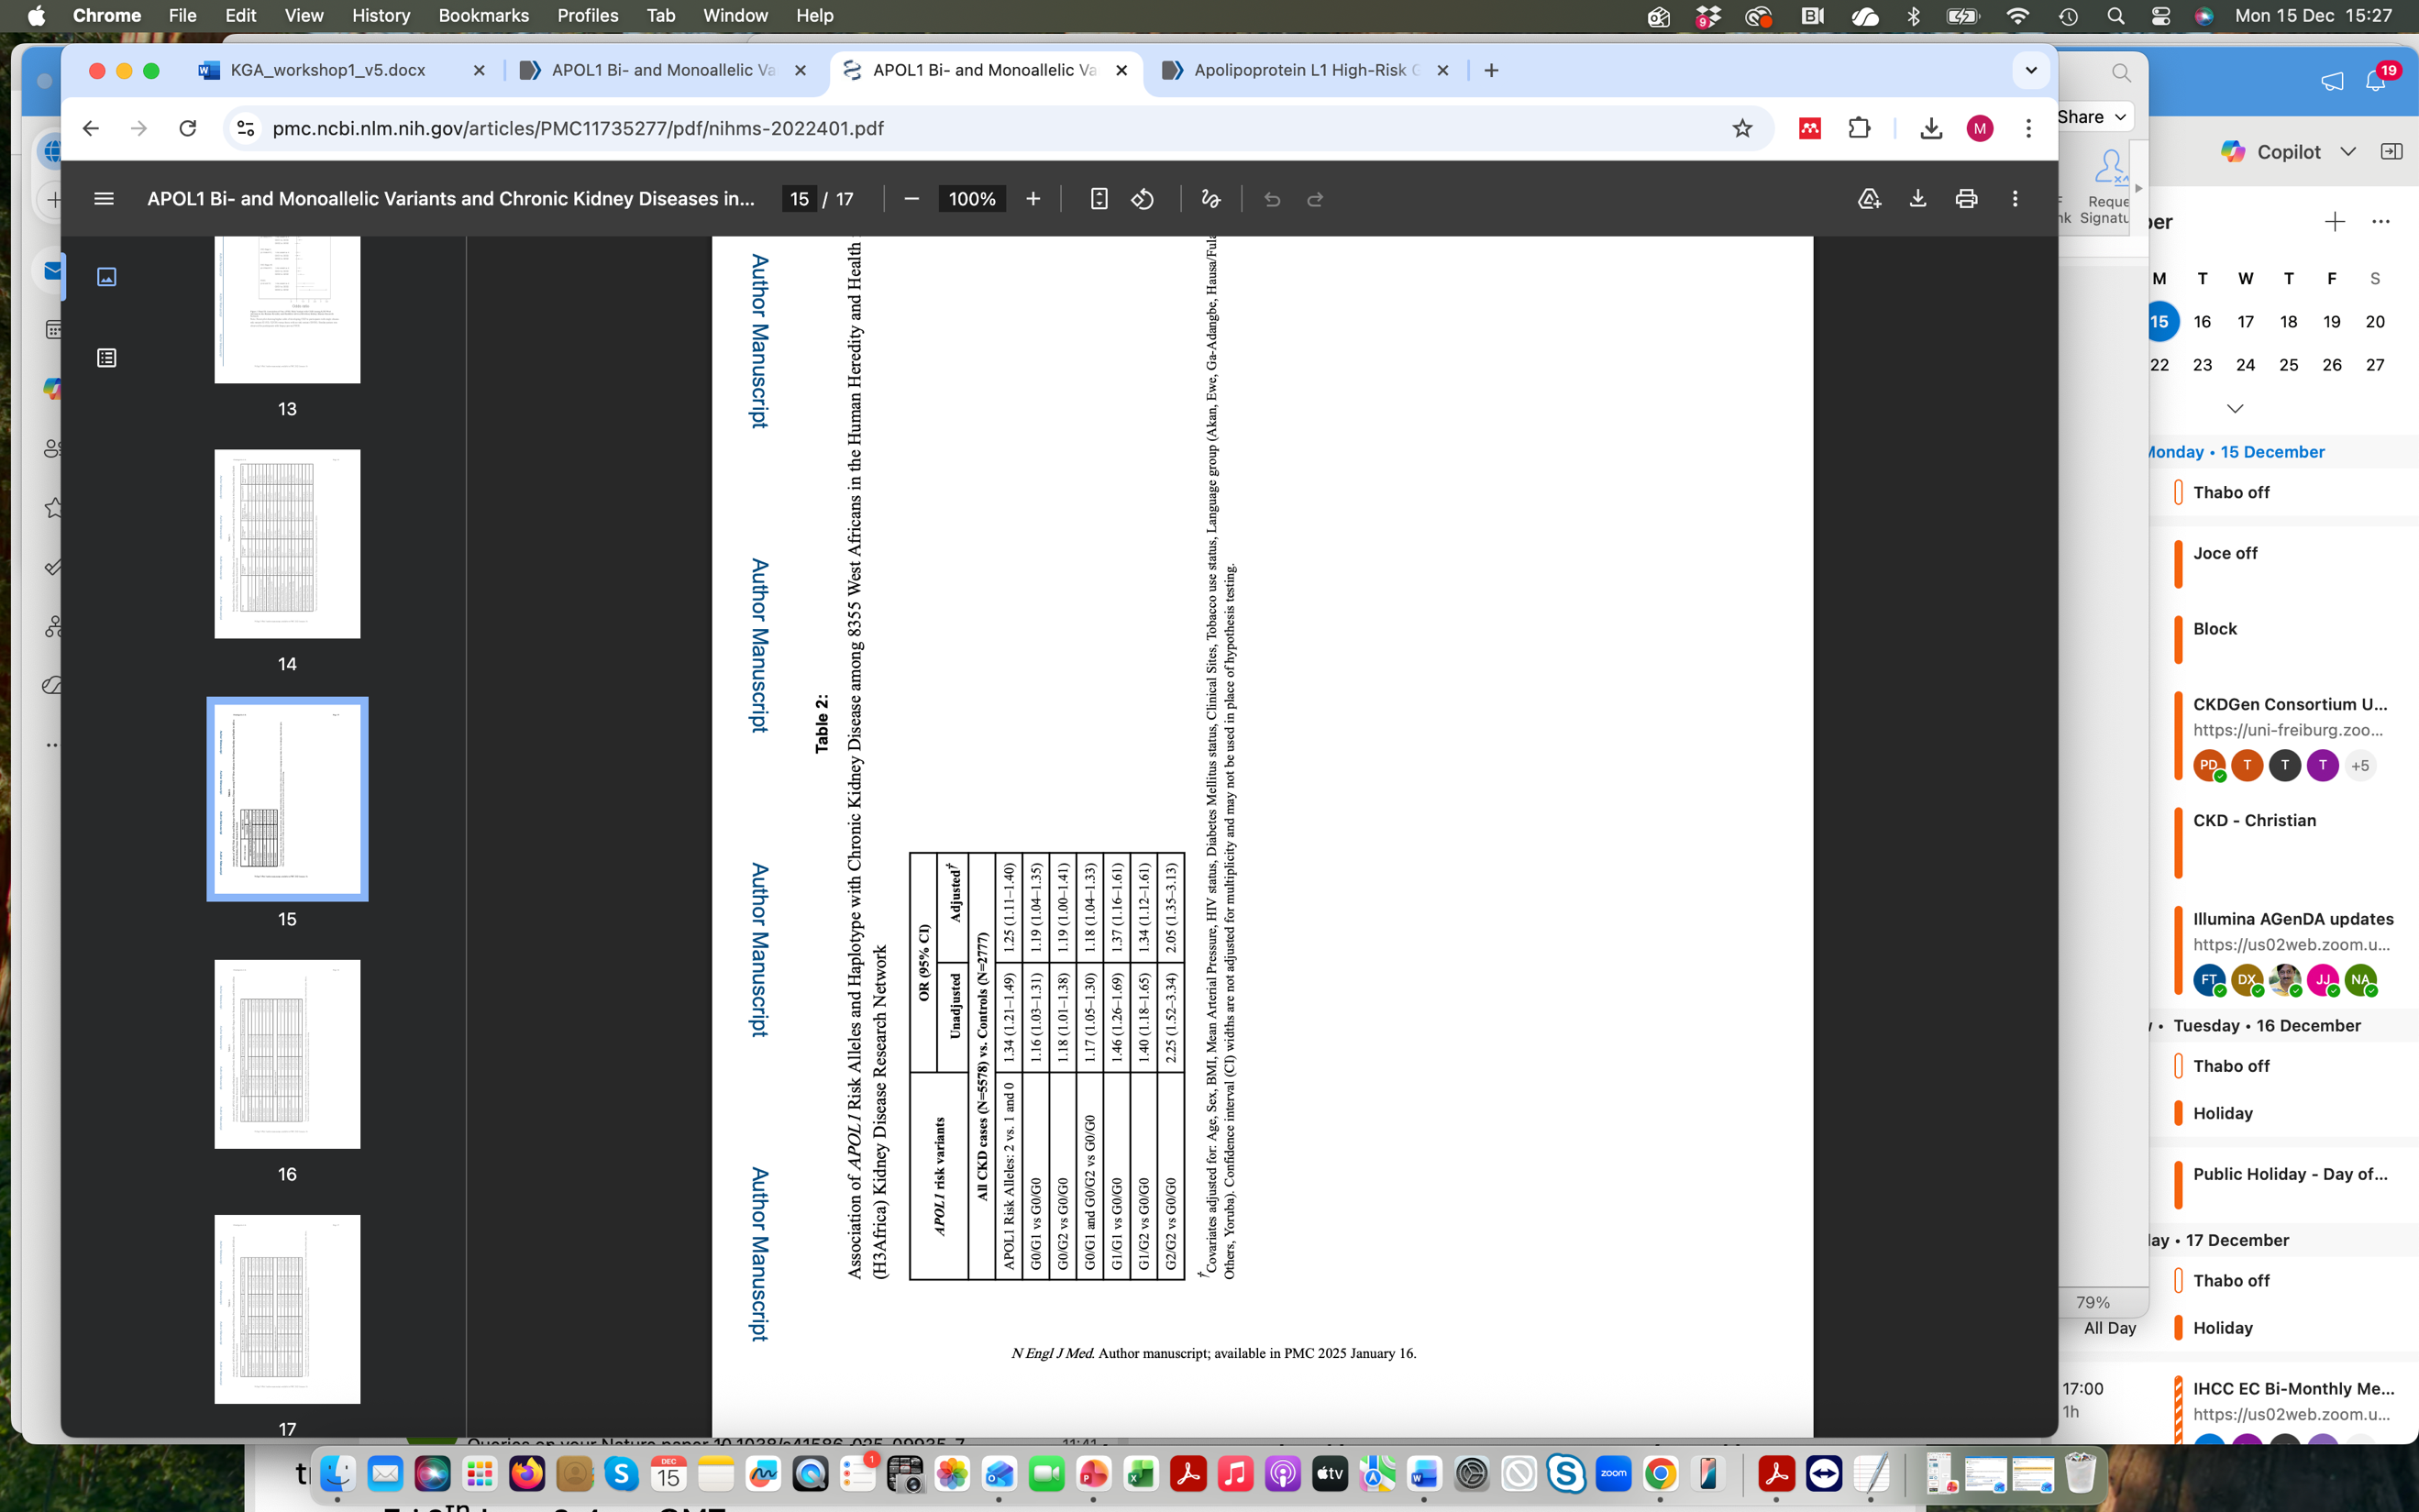 Chrome File Edit View History Bookmarks Profiles Tab Window Help
9
Mon 15 Dec 15:27
KGA_workshop1_v5.docx
APOL1 Bi- and Monoallelic Va
APOL1 Bi- and Monoallelic Va
Apolipoprotein L1 High-Risk
pmc.ncbi.nlm.nih.gov/articles/PMC11735277/pdf/nihms-2022401.pdf
M
APOL1 Bi- and Monoallelic Variants and Chronic Kidney Diseases in...
15 / 17
100%
13
14
15
16
17
Author Manuscript
Author Manuscript
Author Manuscript
Author Manuscript
Table 2:
Association of APOL1 Risk Alleles and Haplotype with Chronic Kidney Disease among 8355 West Africans in the Human Heredity and Health
(H3Africa) Kidney Disease Research Network
APOL1 risk variants
OR (95% CI)
Unadjusted Adjusted†
All CKD cases (N=5578) vs. Controls (N=2777)
APOL1 Risk Alleles: 2 vs. 1 and 0 1.34 (1.21–1.49) 1.25 (1.11–1.40)
G0/G1 vs G0/G0 1.16 (1.03–1.31) 1.19 (1.04–1.35)
G0/G2 vs G0/G0 1.18 (1.01–1.38) 1.19 (1.00–1.41)
G0/G1 and G0/G2 vs G0/G0 1.17 (1.05–1.30) 1.18 (1.04–1.33)
G1/G1 vs G0/G0 1.46 (1.26–1.69) 1.37 (1.16–1.61)
G1/G2 vs G0/G0 1.40 (1.18–1.65) 1.34 (1.12–1.61)
G2/G2 vs G0/G0 2.25 (1.52–3.34) 2.05 (1.35–3.13)
†Covariates adjusted for: Age, Sex, BMI, Mean Arterial Pressure, HIV status, Diabetes Mellitus status, Clinical Sites, Tobacco use status, Language group (Akan, Ewe, Ga-Adangbe, Hausa/Fula
Others, Yoruba). Confidence interval (CI) widths are not adjusted for multiplicity and may not be used in place of hypothesis testing.
N Engl J Med. Author manuscript; available in PMC 2025 January 16.
19
Share
Copilot
Reque
Signatu
M T W T F S
15 16 17 18 19 20
22 23 24 25 26 27
Monday • 15 December
Thabo off
Joce off
Block
CKDGen Consortium U...
https://uni-freiburg.zoo...
PD T T T +5
CKD - Christian
Illumina AGenDA updates
https://us02web.zoom.u...
FT DX JJ NA
Tuesday • 16 December
Thabo off
Holiday
Public Holiday - Day of...
17 December
Thabo off
79%
All Day
Holiday
17:00
1h
IHCC EC Bi-Monthly Me...
https://us02web.zoom.u...
DEC
15
1
tv
zoom